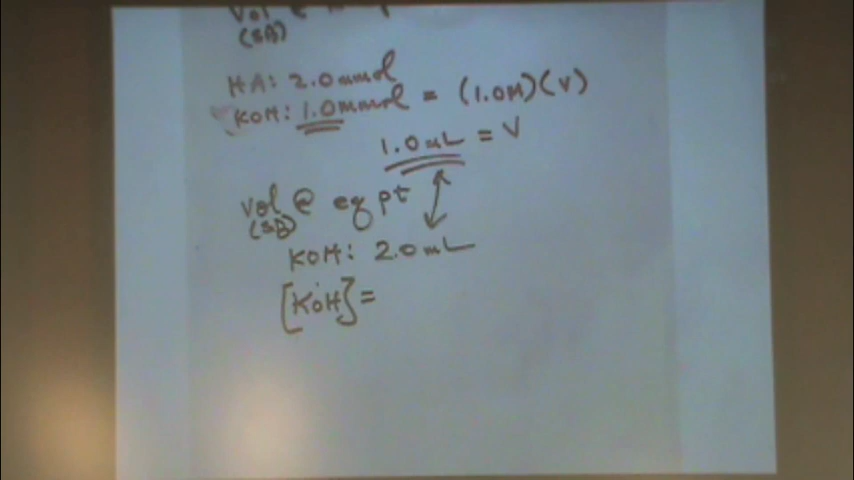 Vol @
(SB)
HA: 2.0 mmol
KOH: 1.0 mmol = (1.0M)(V)
1.0 mL = V
Vol @ eq pt
(SB)
KOH: 2.0 mL
[KOH] =